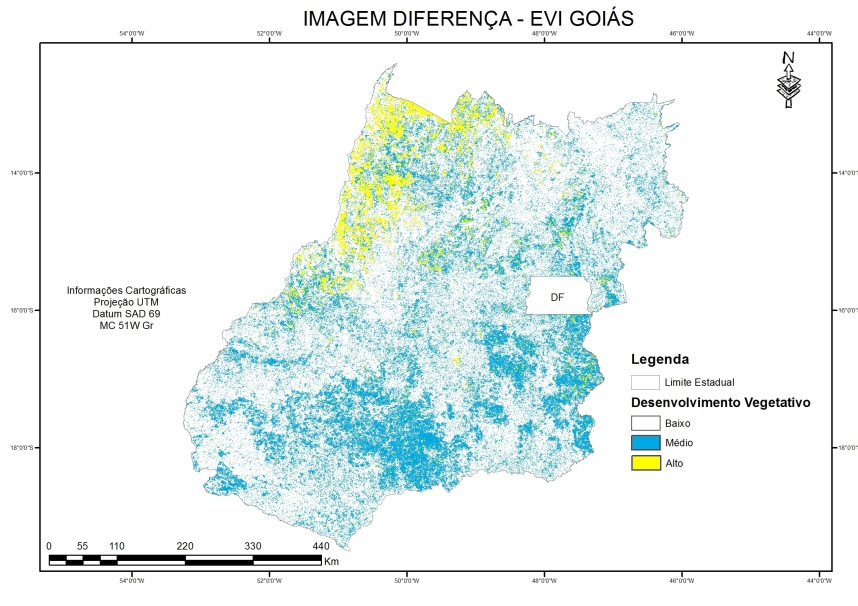 IMAGEM DIFERENÇA - EVI GOIÁS
54°0'0"W 52°0'0"W 50°0'0"W 48°0'0"W 46°0'0"W 44°0'0"W
N
14°0'0"S 14°0'0"S
Informações Cartográficas
Projeção UTM
Datum SAD 69
MC 51W Gr
DF
16°0'0"S 16°0'0"S
Legenda
Limite Estadual
Desenvolvimento Vegetativo
Baixo
Médio
Alto
18°0'0"S 18°0'0"S
0 55 110 220 330 440
Km
54°0'0"W 52°0'0"W 50°0'0"W 48°0'0"W 46°0'0"W 44°0'0"W